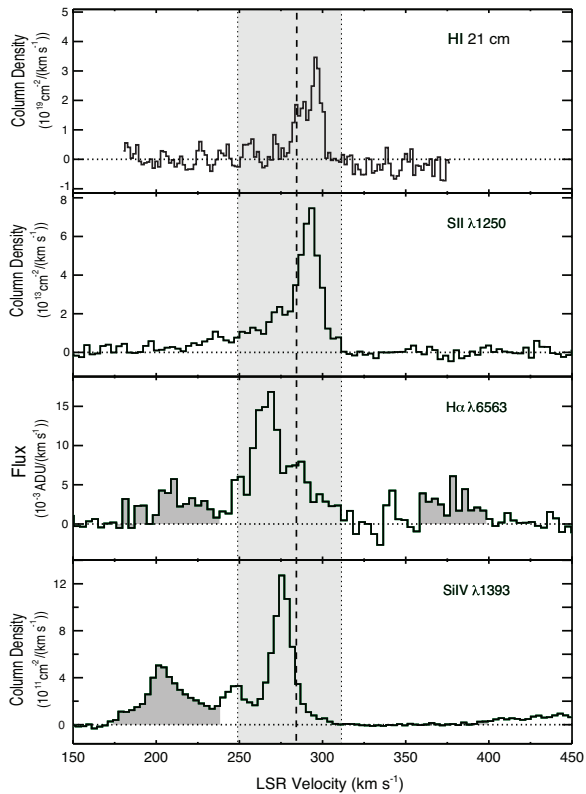 5
4
3
2
1
0
-1
Column Density
(10¹⁹cm⁻²/(km s⁻¹))
HI 21 cm
8
6
4
2
0
Column Density
(10¹³cm⁻²/(km s⁻¹))
SII λ1250
15
10
5
0
Flux
(10⁻³ ADU/(km s⁻¹))
Hα λ6563
12
8
4
0
Column Density
(10¹¹cm⁻²/(km s⁻¹))
SiIV λ1393
150 200 250 300 350 400 450
LSR Velocity (km s⁻¹)